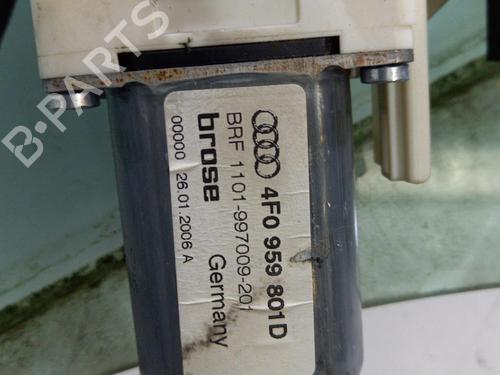 4F0 959 801D
BRF 1101-997009-201
brose Germany
00000 26.01.2006 A
B-PARTS